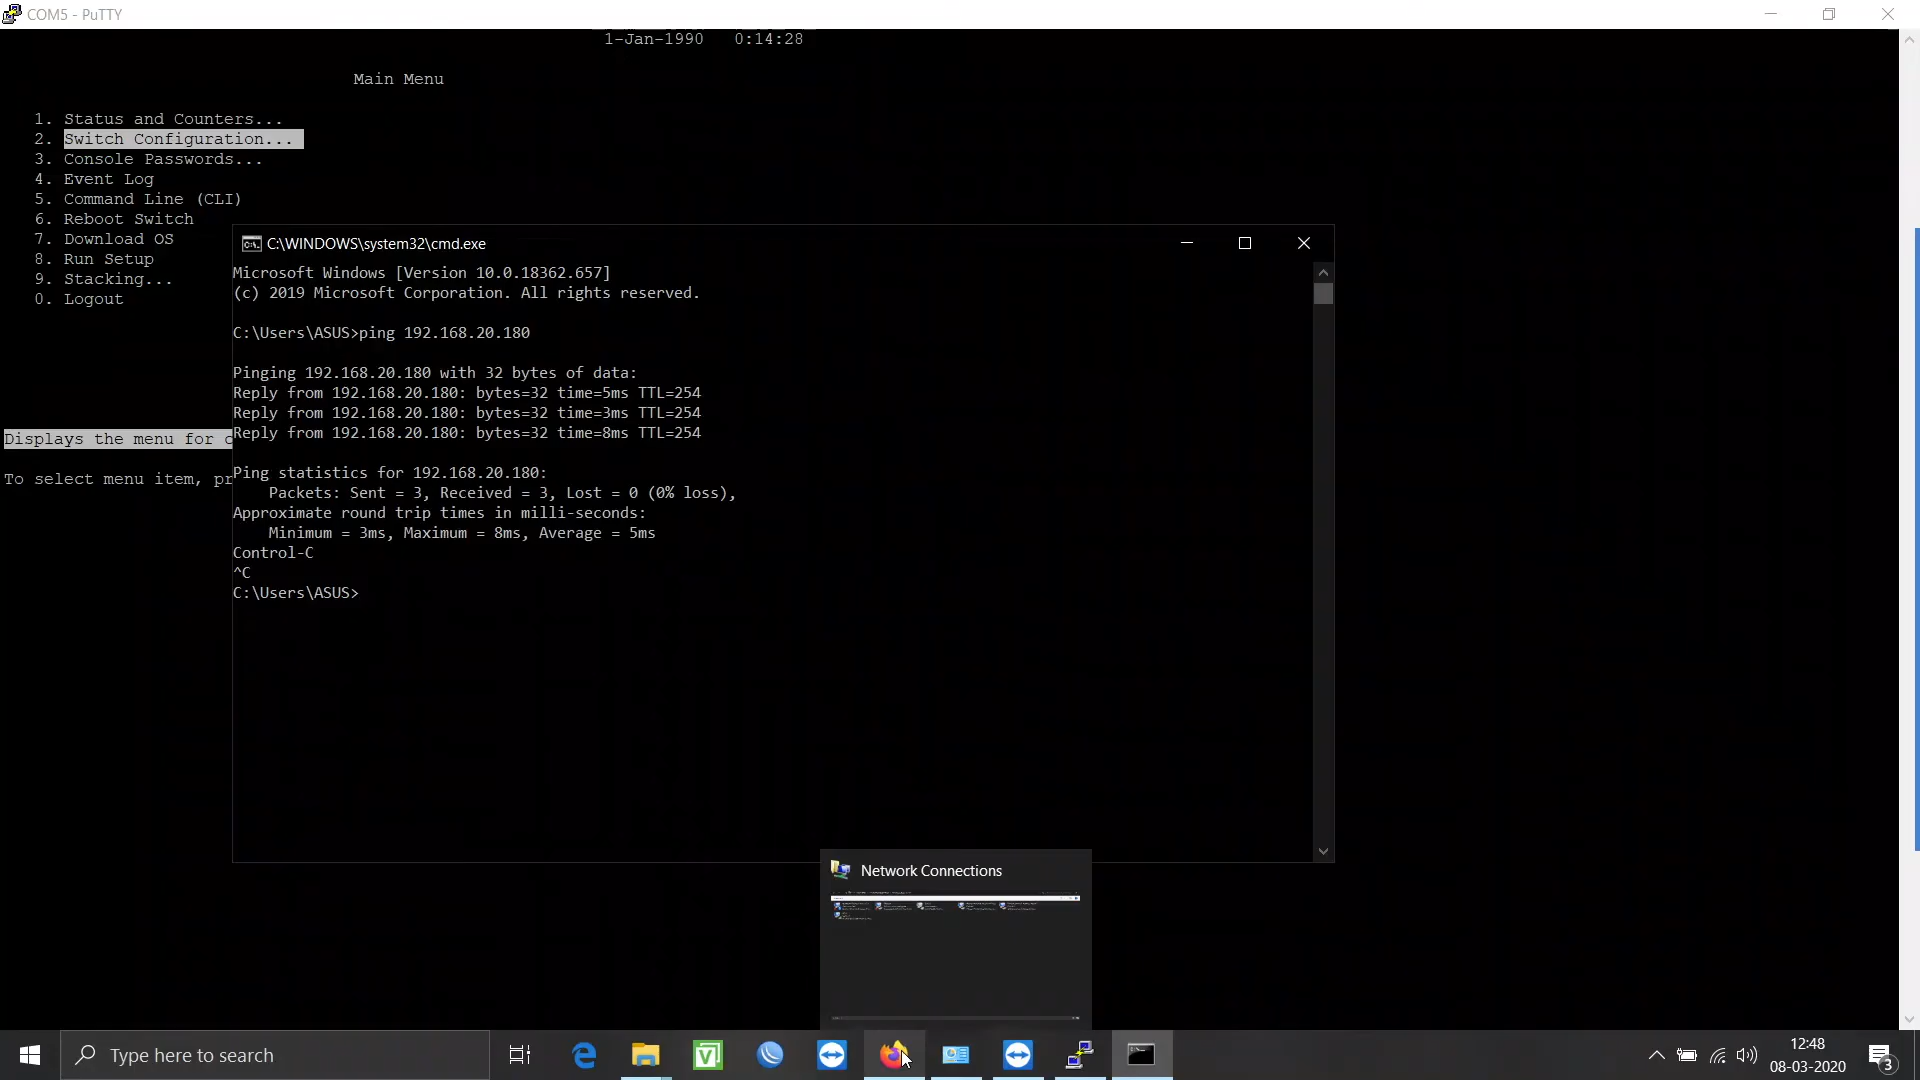 COM5 - PuTTY
1-Jan-1990 0:14:28
Main Menu
1. Status and Counters...
2. Switch Configuration...
3. Console Passwords...
4. Event Log
5. Command Line (CLI)
6. Reboot Switch
7. Download OS
8. Run Setup
9. Stacking...
0. Logout
Displays the menu for c
To select menu item, pr
C:\WINDOWS\system32\cmd.exe
Microsoft Windows [Version 10.0.18362.657]
(c) 2019 Microsoft Corporation. All rights reserved.
C:\Users\ASUS>ping 192.168.20.180
Pinging 192.168.20.180 with 32 bytes of data:
Reply from 192.168.20.180: bytes=32 time=5ms TTL=254
Reply from 192.168.20.180: bytes=32 time=3ms TTL=254
Reply from 192.168.20.180: bytes=32 time=8ms TTL=254
Ping statistics for 192.168.20.180:
Packets: Sent = 3, Received = 3, Lost = 0 (0% loss),
Approximate round trip times in milli-seconds:
Minimum = 3ms, Maximum = 8ms, Average = 5ms
Control-C
^C
C:\Users\ASUS>
Network Connections
Type here to search
12:48
08-03-2020
3